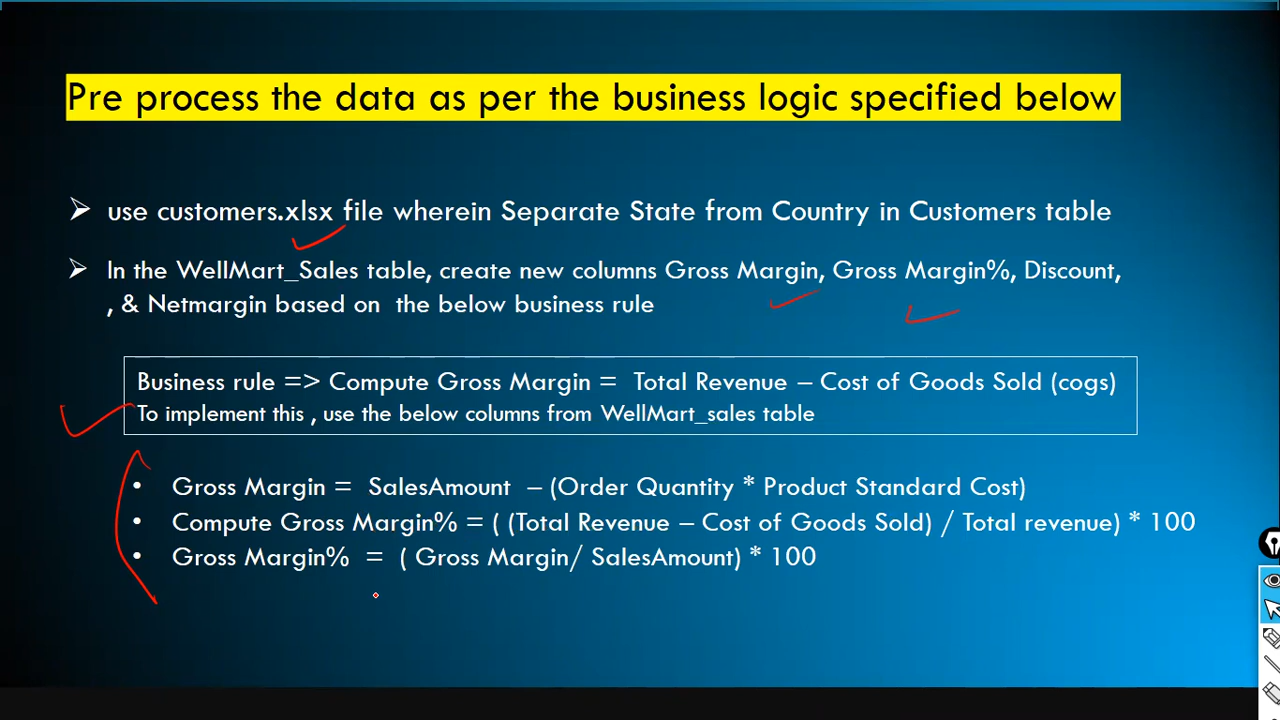 Pre process the data as per the business logic specified below
➢ use customers.xlsx file wherein Separate State from Country in Customers table
➢ In the WellMart_Sales table, create new columns Gross Margin, Gross Margin%, Discount,
, & Netmargin based on the below business rule
Business rule => Compute Gross Margin = Total Revenue – Cost of Goods Sold (cogs)
To implement this , use the below columns from WellMart_sales table
• Gross Margin = SalesAmount – (Order Quantity * Product Standard Cost)
• Compute Gross Margin% = ( (Total Revenue – Cost of Goods Sold) / Total revenue) * 100
• Gross Margin% = ( Gross Margin/ SalesAmount) * 100